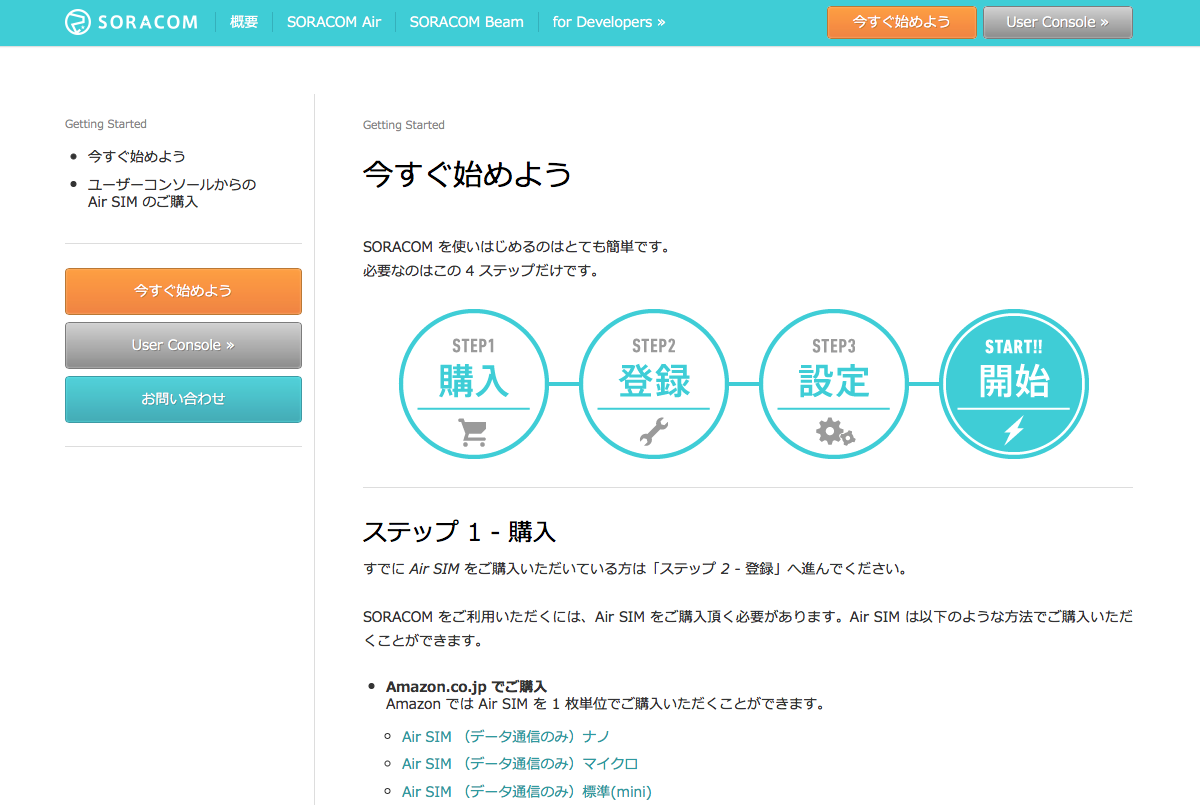 SORACOM 概要 SORACOM Air SORACOM Beam for Developers » 今すぐ始めよう User Console »
Getting Started
今すぐ始めよう
ユーザーコンソールからの
Air SIM のご購入
今すぐ始めよう
User Console »
お問い合わせ
Getting Started
今すぐ始めよう
SORACOM を使いはじめるのはとても簡単です。
必要なのはこの 4 ステップだけです。
STEP1
購入
STEP2
登録
STEP3
設定
START!!
開始
ステップ 1 - 購入
すでに Air SIM をご購入いただいている方は「ステップ 2 - 登録」へ進んでください。
SORACOM をご利用いただくには、Air SIM をご購入頂く必要があります。Air SIM は以下のような方法でご購入いただ
くことができます。
Amazon.co.jp でご購入
Amazon では Air SIM を 1 枚単位でご購入いただくことができます。
Air SIM （データ通信のみ）ナノ
Air SIM （データ通信のみ）マイクロ
Air SIM （データ通信のみ）標準(mini)